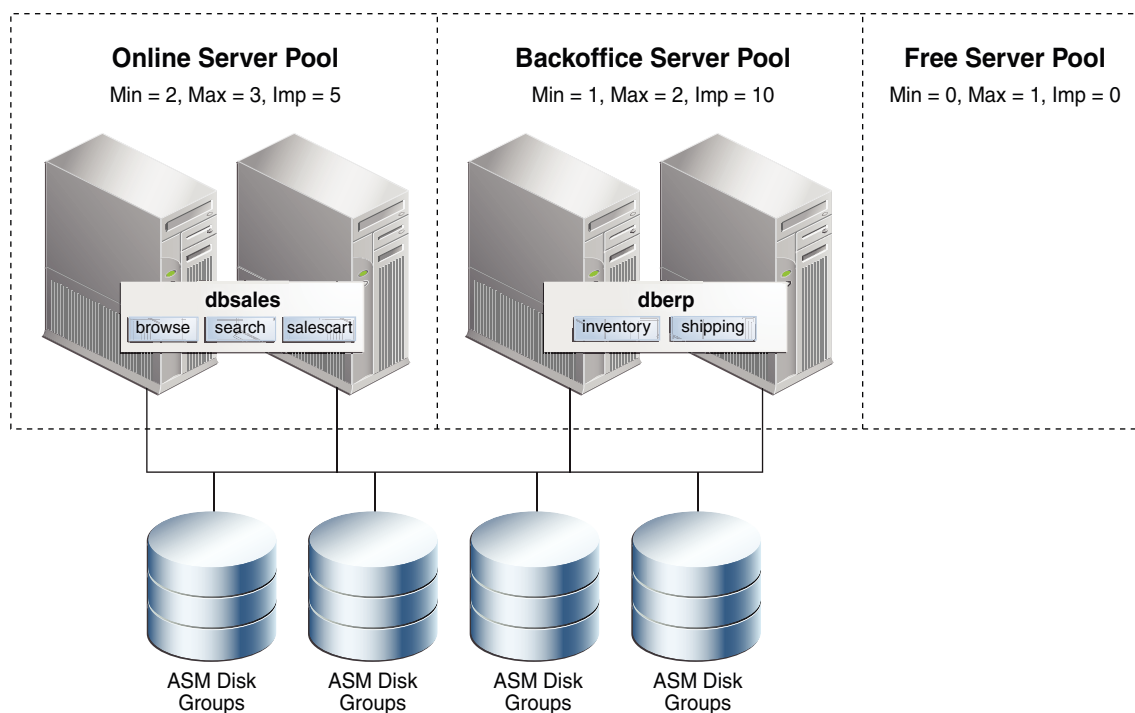 Online Server Pool
Min = 2, Max = 3, Imp = 5
Backoffice Server Pool
Min = 1, Max = 2, Imp = 10
Free Server Pool
Min = 0, Max = 1, Imp = 0
dbsales
browse
search
salescart
dberp
inventory
shipping
ASM Disk
Groups
ASM Disk
Groups
ASM Disk
Groups
ASM Disk
Groups